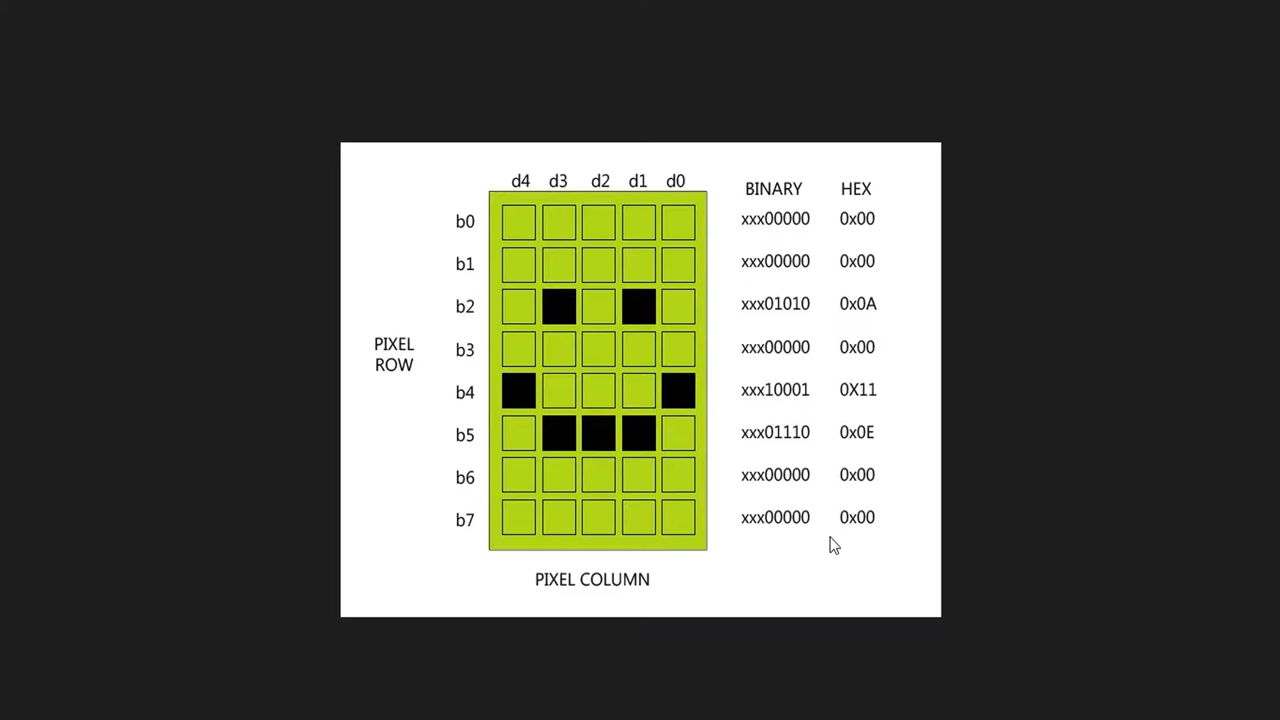 d4 d3 d2 d1 d0
BINARY HEX
b0 xxx00000 0x00
b1 xxx00000 0x00
b2 xxx01010 0x0A
b3 xxx00000 0x00
PIXEL
ROW
b4 xxx10001 0X11
b5 xxx01110 0x0E
b6 xxx00000 0x00
b7 xxx00000 0x00
PIXEL COLUMN